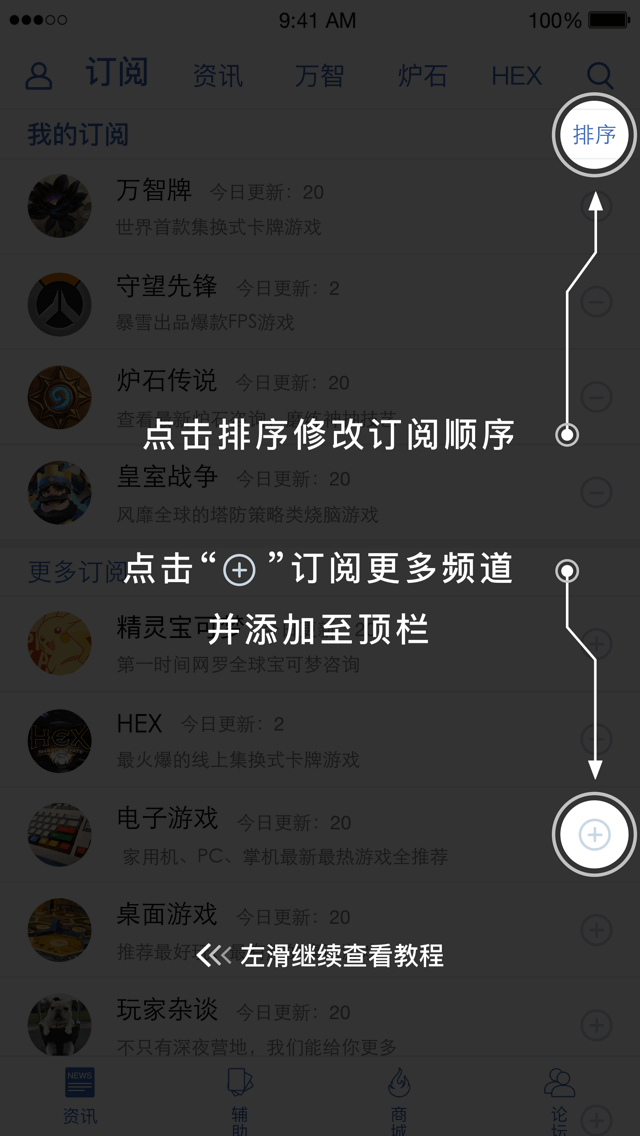 9:41 AM 100%
订阅 资讯 万智 炉石 HEX
我的订阅 排序
万智牌 今日更新：20
世界首款集换式卡牌游戏
守望先锋 今日更新：2
暴雪出品爆款FPS游戏
炉石传说 今日更新：20
查看最新炉石咨询
点击排序修改订阅顺序
皇室战争 今日更新：20
风靡全球的塔防策略类烧脑游戏
更多订阅
点击“⊕”订阅更多频道
并添加至顶栏
精灵宝可梦
第一时间网罗全球宝可梦咨询
HEX 今日更新：2
最火爆的线上集换式卡牌游戏
电子游戏 今日更新：20
家用机、PC、掌机最新最热游戏全推荐
桌面游戏 今日更新：20
推荐最好玩
左滑继续查看教程
玩家杂谈 今日更新：20
不只有深夜营地，我们能给你更多
NEWS
资讯 辅助 商城 论坛